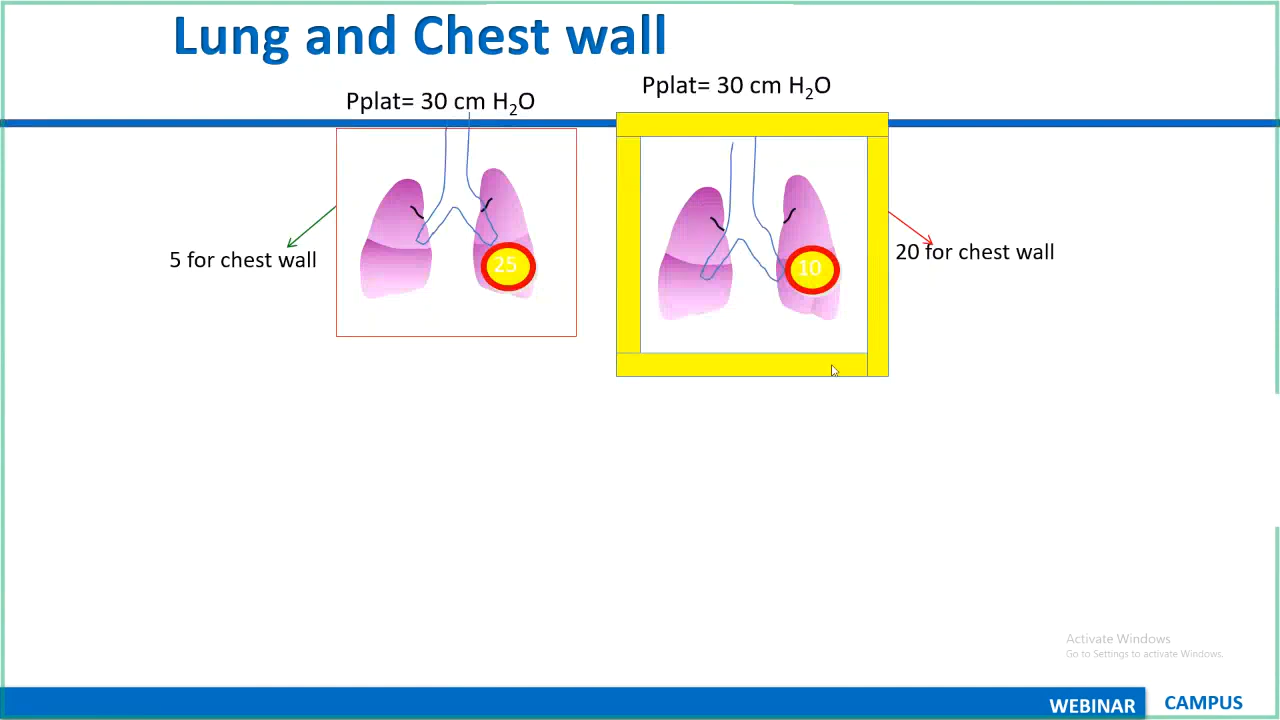 Lung and Chest wall
Pplat= 30 cm H₂O
Pplat= 30 cm H₂O
5 for chest wall
25
10
20 for chest wall
Activate Windows
Go to Settings to activate Windows.
WEBINAR CAMPUS